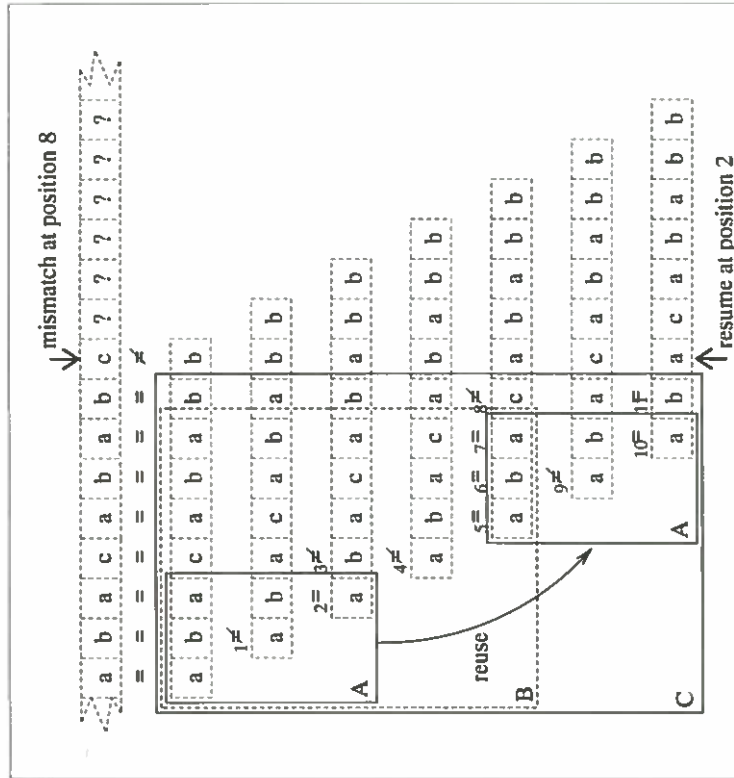 mismatch at position 8
a b a c a b a b c ? ? ? ? ? ?
= = = = = = = = ≠
a b a c a b a b b
1≠
a b a c a b a b b
2= 3≠
a b a c a b a b b
4≠
a b a c a b a b b
A
reuse
5= 6= 7= 8≠
a b a c a b a b b
B
9≠
a b a c a b a b b
10= 11=
a b a c a b a b b
A
C
resume at position 2